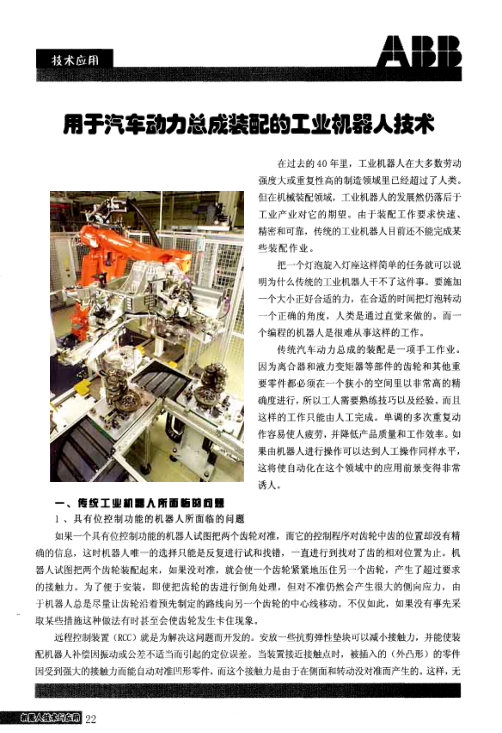 技术应用
ABB
用于汽车动力总成装配的工业机器人技术
在过去的 40 年里，工业机器人在大多数劳动
强度大或重复性高的制造领域里已经超过了人类。
但在机械装配领域，工业机器人的发展然仍落后于
工业产业对它的期望。由于装配工作要求快速、
精密和可靠，传统的工业机器人目前还不能完成某
些装配作业。
把一个灯泡旋入灯座这样简单的任务就可以说
明为什么传统的工业机器人干不了这件事。要施加
一个大小正好合适的力，在合适的时间把灯泡转动
一个正确的角度，人类是通过直觉来做的。而一
个编程的机器人是很难从事这样的工作。
传统汽车动力总成的装配是一项手工作业。
因为离合器和液力变矩器等部件的齿轮和其他重
要零件都必须在一个狭小的空间里以非常高的精
确度进行，所以工人需要熟练技巧以及经验。而且
这样的工作只能由人工完成。单调的多次重复动
作容易使人疲劳，并降低产品质量和工作效率。如
果由机器人进行操作可以达到人工操作同样水平，
这将使自动化在这个领域中的应用前景变得非常
诱人。
一、传统工业机器人所面临的问题
1 、具有位控制功能的机器人所面临的问题
如果一个具有位控制功能的机器人试图把两个齿轮对准，而它的控制程序对齿轮中齿的位置却没有精
确的信息，这时机器人唯一的选择只能是反复进行试和找错，一直进行到找对了齿的相对位置为止。机
器人试图把两个齿轮装配起来，如果没对准，就会使一个齿轮紧紧地压住另一个齿轮，产生了超过要求
的接触力。为了便于安装，即使把齿轮的齿进行倒角处理，但对不准仍然会产生很大的侧向应力，由
于机器人总是尽量让齿轮沿着预先制定的路线向另一个齿轮的中心线移动。不仅如此，如果没有事先采
取某些措施这种做法有时甚至会使齿轮发生卡住现象。
远程控制装置（RCC）就是为解决这问题而开发的。安放一些抗剪弹性垫块可以减小接触力，并能使装
配机器人补偿因振动或公差不适当而引起的定位误差。当装置接近接触点时，被插入的（外凸形）的零件
因受到强大的接触力而能自动对准凹形零件，而这个接触力是由于在侧面和转动没对准而产生的。这样，无
机器人技术与应用 22